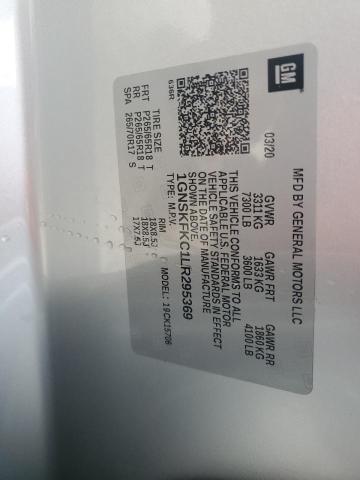 GM
MFD BY GENERAL MOTORS LLC
03/20 GVWR GAWR FRT GAWR RR
3311 KG 1633 KG 1860 KG
7300 LB 3600 LB 4100 LB
THIS VEHICLE CONFORMS TO ALL
APPLICABLE U.S. FEDERAL MOTOR
VEHICLE SAFETY STANDARDS IN EFFECT
ON THE DATE OF MANUFACTURE
SHOWN ABOVE.
1GNSKFKC1LR295369
636R TYPE: M.P.V. 19CK15706
TIRE SIZE RIM
FRT P265/65R18 T 18X8.5J
RR P265/65R18 T 18X8.5J
SPA 265/70R17 S 17X7.5J